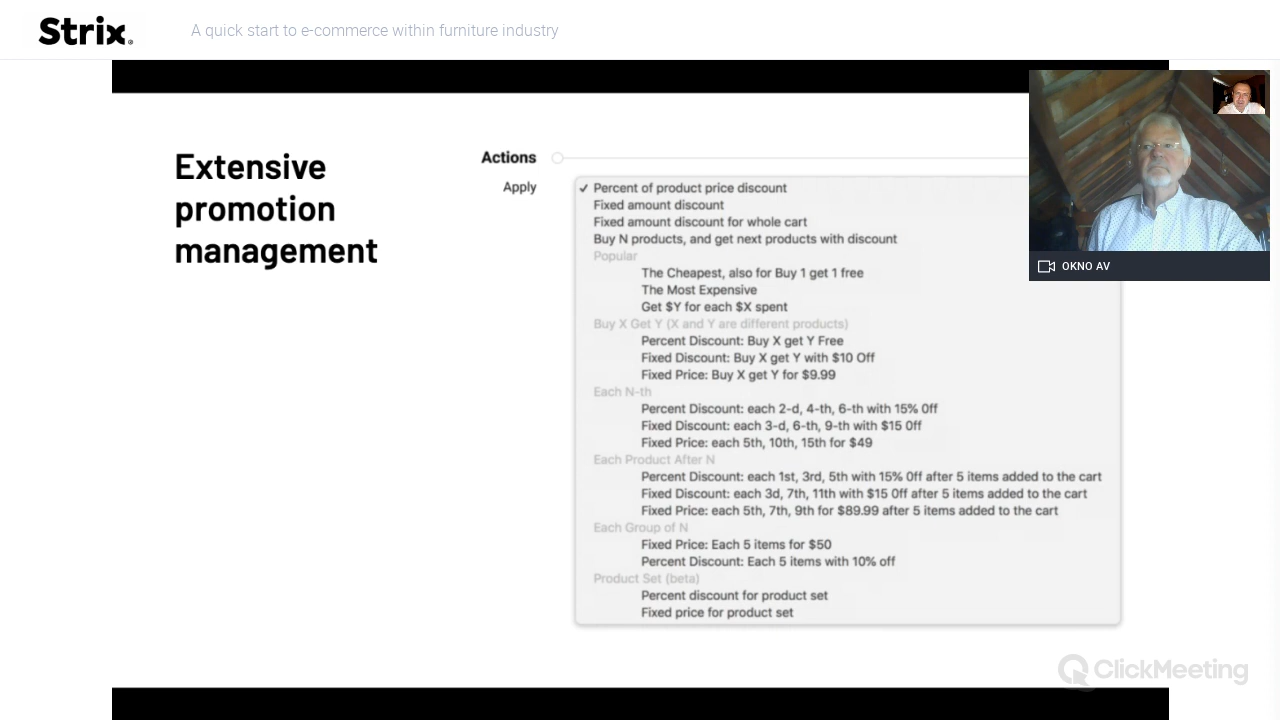 Strix®
A quick start to e-commerce within furniture industry
Extensive
promotion
management
Actions
Apply
✓ Percent of product price discount
Fixed amount discount
Fixed amount discount for whole cart
Buy N products, and get next products with discount
Popular
The Cheapest, also for Buy 1 get 1 free
The Most Expensive
Get $Y for each $X spent
Buy X Get Y (X and Y are different products)
Percent Discount: Buy X get Y Free
Fixed Discount: Buy X get Y with $10 Off
Fixed Price: Buy X get Y for $9.99
Each N-th
Percent Discount: each 2-d, 4-th, 6-th with 15% Off
Fixed Discount: each 3-d, 6-th, 9-th with $15 Off
Fixed Price: each 5th, 10th, 15th for $49
Each Product After N
Percent Discount: each 1st, 3rd, 5th with 15% Off after 5 items added to the cart
Fixed Discount: each 3d, 7th, 11th with $15 Off after 5 items added to the cart
Fixed Price: each 5th, 7th, 9th for $89.99 after 5 items added to the cart
Each Group of N
Fixed Price: Each 5 items for $50
Percent Discount: Each 5 items with 10% off
Product Set (beta)
Percent discount for product set
Fixed price for product set
OKNO AV
ClickMeeting